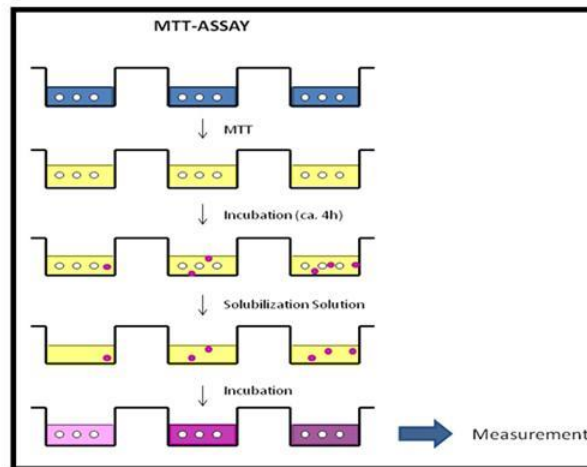 MTT-ASSAY
MTT
Incubation (ca. 4h)
Solubilization Solution
Incubation
Measurement